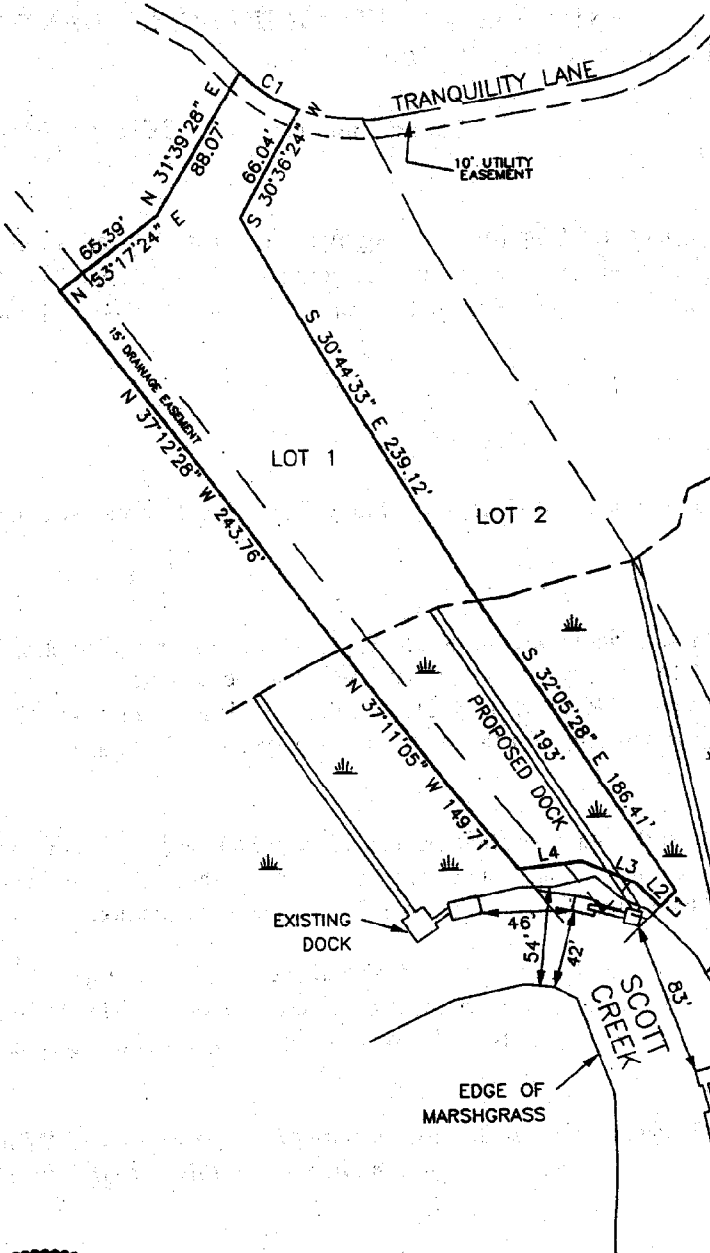 C1
TRANQUILITY LANE
10' UTILITY
EASEMENT
N 31°39'28" E
88.07'
66.04'
S 30°36'24" W
65.39'
N 53°17'24" E
15' DRAINAGE EASEMENT
N 37°12'28" W 243.76'
S 30°44'33" E 239.12'
LOT 1
LOT 2
N 37°11'05" W 149.71'
PROPOSED DOCK
193'
S 32°05'28" E 186.41'
L4
L3
L2
L1
EXISTING
DOCK
46'
54'
42'
83'
SCOTT
CREEK
EDGE OF
MARSHGRASS